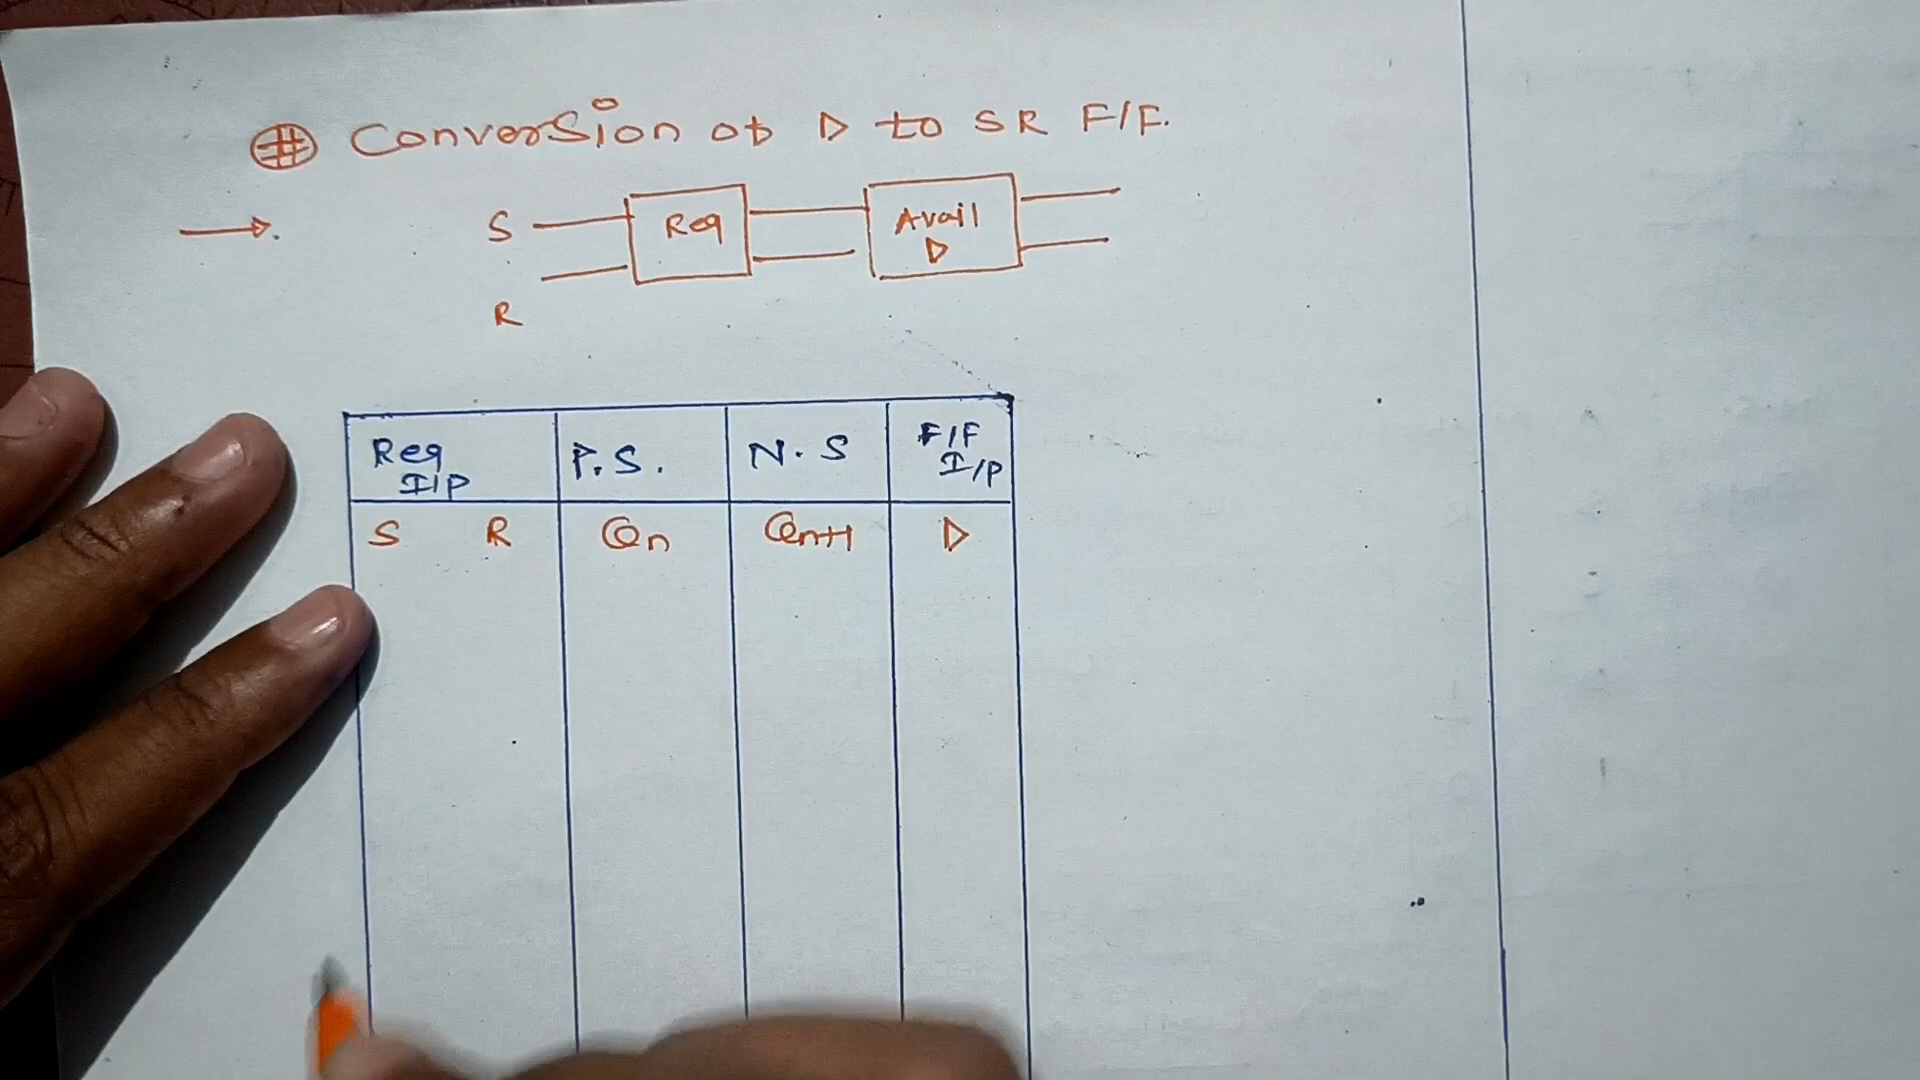 # Conversion of D to SR F/F.
S Req Avail
D
R
Req I/P P.S. N.S F/F I/P
S R Qn Qn+1 D